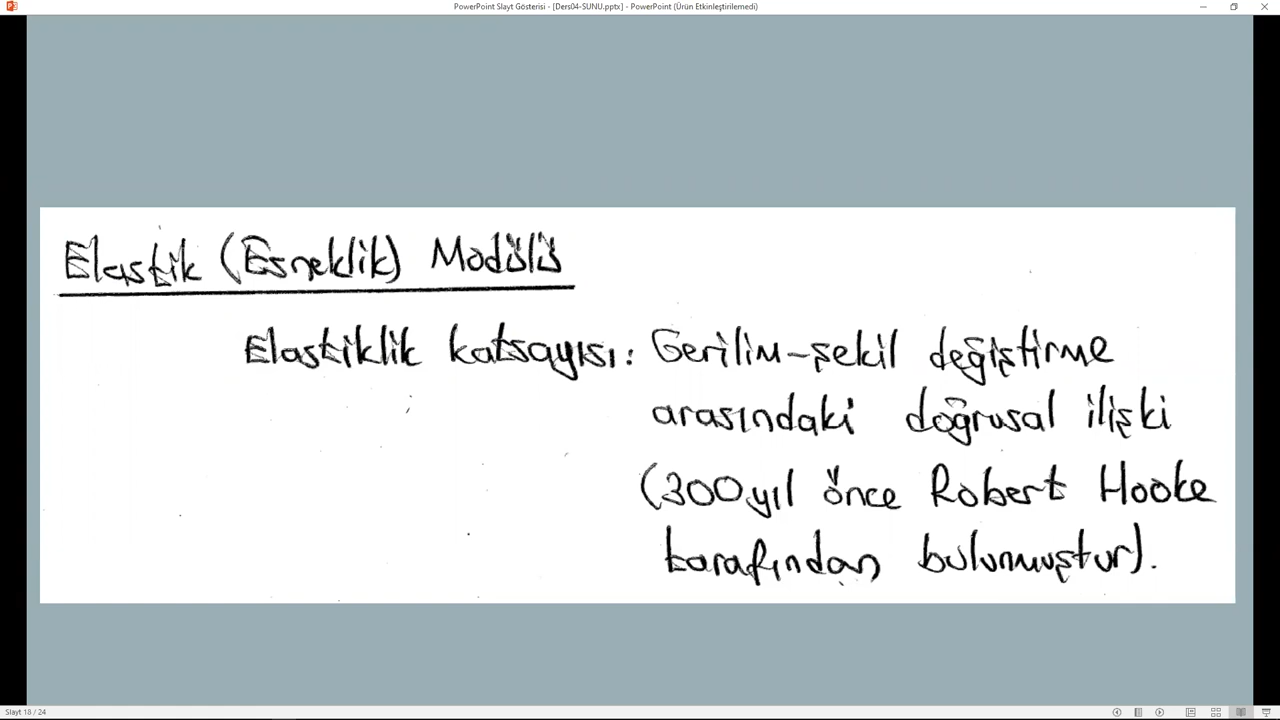 PowerPoint Slayt Gösterisi - [Ders04-SUNU.pptx] - PowerPoint (Ürün Etkinleştirilemedi)
Elastik (Esneklik) Modülü
Elastiklik katsayısı: Gerilim-şekil değiştirme
arasındaki doğrusal ilişki
(300 yıl önce Robert Hooke
tarafından bulunmuştur).
Slayt 18 / 24